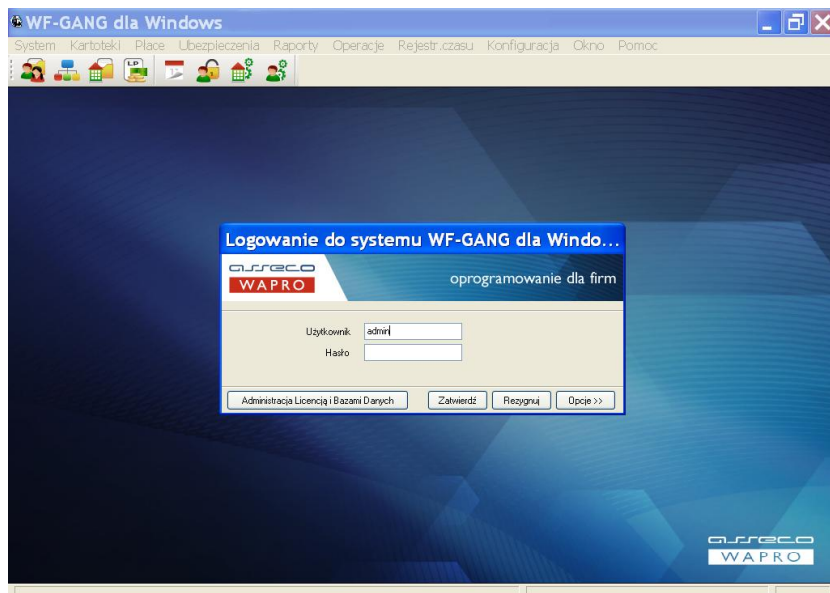 WF-GANG dla Windows
System Kartoteki Płace Ubezpieczenia Raporty Operacje Rejestr.czasu Konfiguracja Okno Pomoc
LP
Logowanie do systemu WF-GANG dla Windo...
asseco
WAPRO
oprogramowanie dla firm
Użytkownik admin
Hasło
Administracja Licencją i Bazami Danych Zatwierdź Rezygnuj Opcje >>
asseco
WAPRO